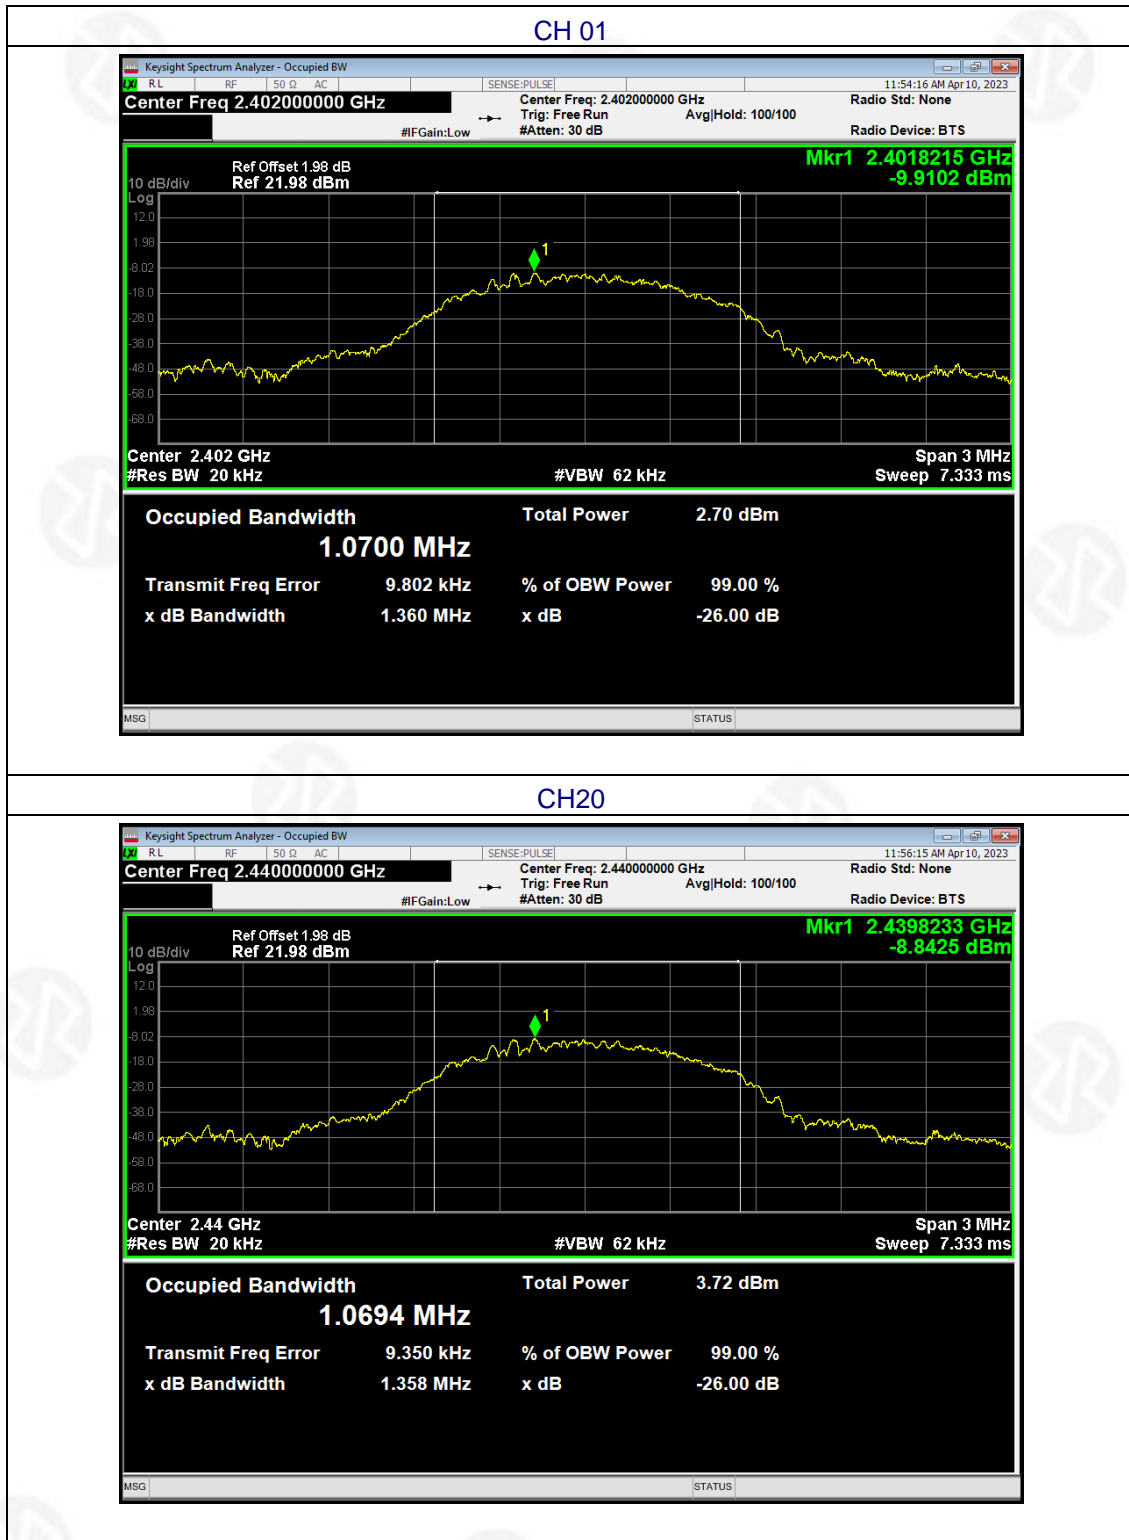 CH 01
Keysight Spectrum Analyzer - Occupied BW
LXI RL RF 50 Ω AC SENSE:PULSE 11:54:16 AM Apr 10, 2023
Center Freq 2.402000000 GHz Center Freq: 2.402000000 GHz Radio Std: None
Trig: Free Run Avg|Hold: 100/100
#IFGain:Low #Atten: 30 dB Radio Device: BTS
Mkr1 2.4018215 GHz
-9.9102 dBm
Ref Offset 1.98 dB
10 dB/div Ref 21.98 dBm
Log
12.0
1.98
1
-8.02
-18.0
-28.0
-38.0
-48.0
-58.0
-68.0
Center 2.402 GHz Span 3 MHz
#Res BW 20 kHz #VBW 62 kHz Sweep 7.333 ms
Occupied Bandwidth Total Power 2.70 dBm
1.0700 MHz
Transmit Freq Error 9.802 kHz % of OBW Power 99.00 %
x dB Bandwidth 1.360 MHz x dB -26.00 dB
MSG STATUS
CH20
Keysight Spectrum Analyzer - Occupied BW
LXI RL RF 50 Ω AC SENSE:PULSE 11:56:15 AM Apr 10, 2023
Center Freq 2.440000000 GHz Center Freq: 2.440000000 GHz Radio Std: None
Trig: Free Run Avg|Hold: 100/100
#IFGain:Low #Atten: 30 dB Radio Device: BTS
Mkr1 2.4398233 GHz
-8.8425 dBm
Ref Offset 1.98 dB
10 dB/div Ref 21.98 dBm
Log
12.0
1.98
1
-8.02
-18.0
-28.0
-38.0
-48.0
-58.0
-68.0
Center 2.44 GHz Span 3 MHz
#Res BW 20 kHz #VBW 62 kHz Sweep 7.333 ms
Occupied Bandwidth Total Power 3.72 dBm
1.0694 MHz
Transmit Freq Error 9.350 kHz % of OBW Power 99.00 %
x dB Bandwidth 1.358 MHz x dB -26.00 dB
MSG STATUS